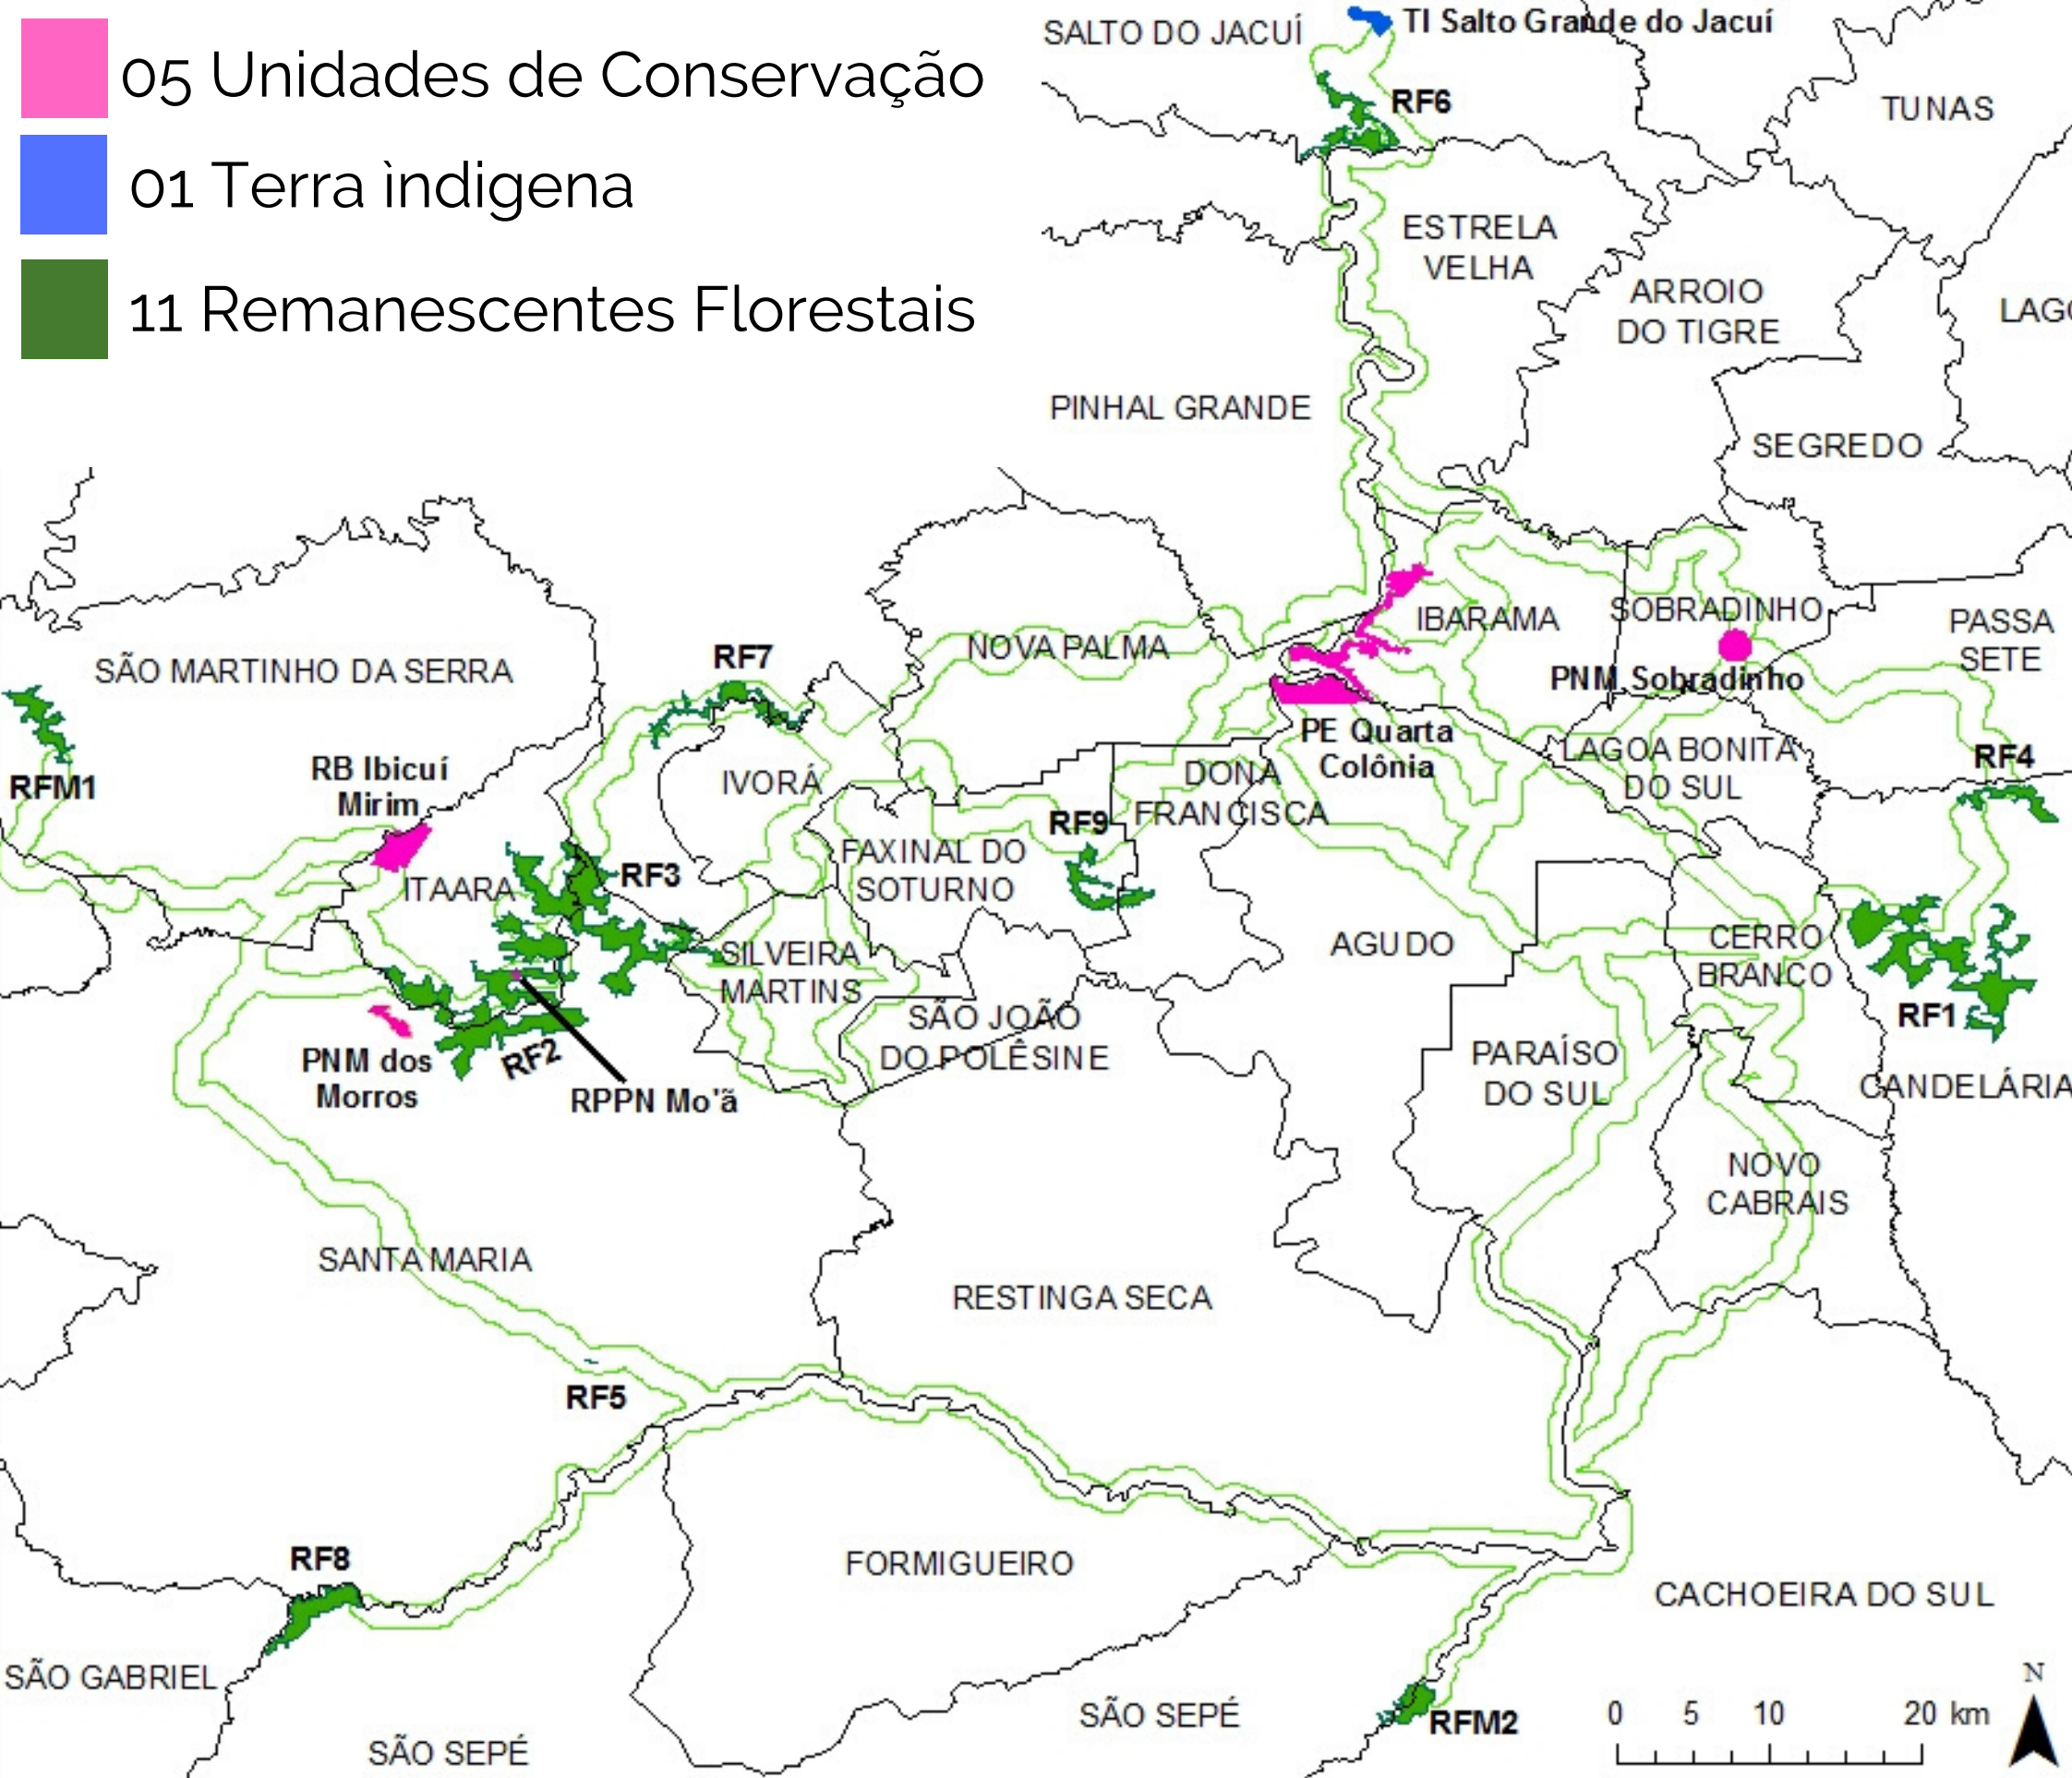 05 Unidades de Conservação
01 Terra ìndigena
11 Remanescentes Florestais
SALTO DO JACUÍ
TI Salto Grande do Jacuí
RF6
TUNAS
ESTRELA
VELHA
ARROIO
DO TIGRE
LAGO
PINHAL GRANDE
SEGREDO
NOVA PALMA
IBARAMA
SOBRADINHO
PASSA
SETE
SÃO MARTINHO DA SERRA
RF7
PNM Sobradinho
PE Quarta
Colônia
RFM1
RB Ibicuí
Mirim
IVORÁ
DONA
FRANCISCA
LAGOA BONITA
DO SUL
RF4
RF9
FAXINAL DO
SOTURNO
ITAARA
RF3
SILVEIRA
MARTINS
AGUDO
CERRO
BRANCO
RF1
SÃO JOÃO
DO POLÊSINE
PNM dos
Morros
RF2
RPPN Mo'ã
PARAÍSO
DO SUL
CANDELÁRIA
NOVO
CABRAIS
SANTA MARIA
RESTINGA SECA
RF5
RF8
FORMIGUEIRO
CACHOEIRA DO SUL
SÃO GABRIEL
SÃO SEPÉ
SÃO SEPÉ
RFM2
0 5 10 20 km
N